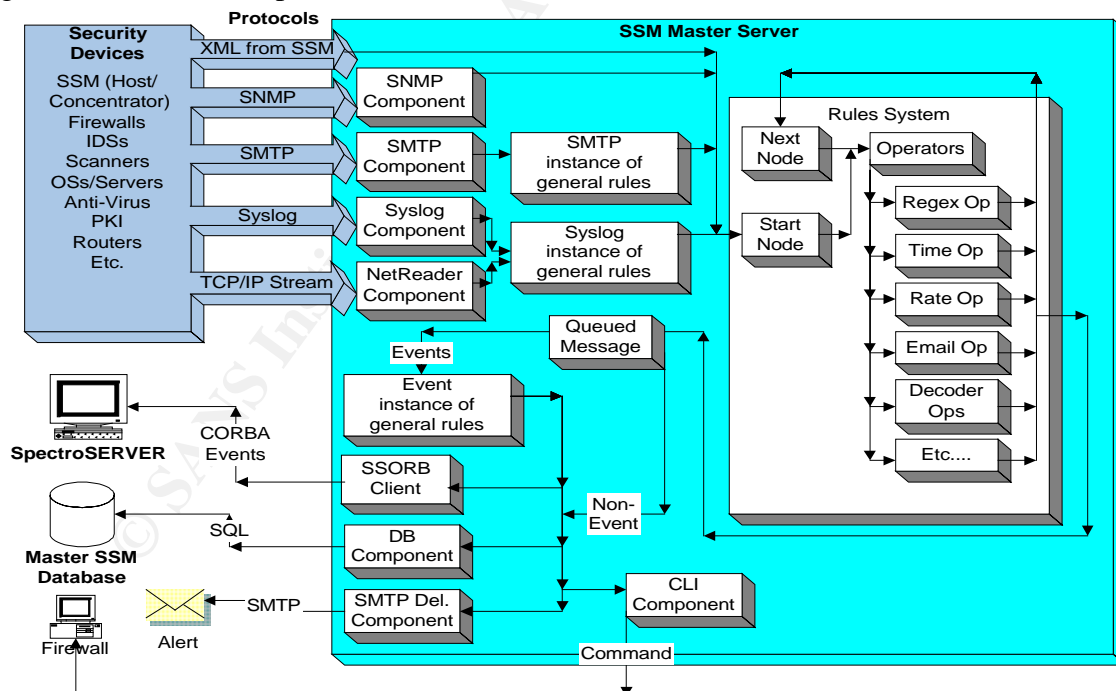 Protocols
Security
Devices
SSM (Host/
Concentrator)
Firewalls
IDSs
Scanners
OSs/Servers
Anti-Virus
PKI
Routers
Etc.
XML from SSM
SNMP
SMTP
Syslog
TCP/IP Stream
SSM Master Server
SNMP
Component
SMTP
Component
Syslog
Component
NetReader
Component
SMTP
instance of
general rules
Syslog
instance of
general rules
Rules System
Next
Node
Start
Node
Operators
Regex Op
Time Op
Rate Op
Email Op
Decoder
Ops
Etc....
Queued
Message
Events
Event
instance of
general rules
Non-
Event
SSORB
Client
DB
Component
SMTP Del.
Component
CLI
Component
Command
CORBA
Events
SpectroSERVER
SQL
Master SSM
Database
SMTP
Alert
Firewall
© SANS Insti